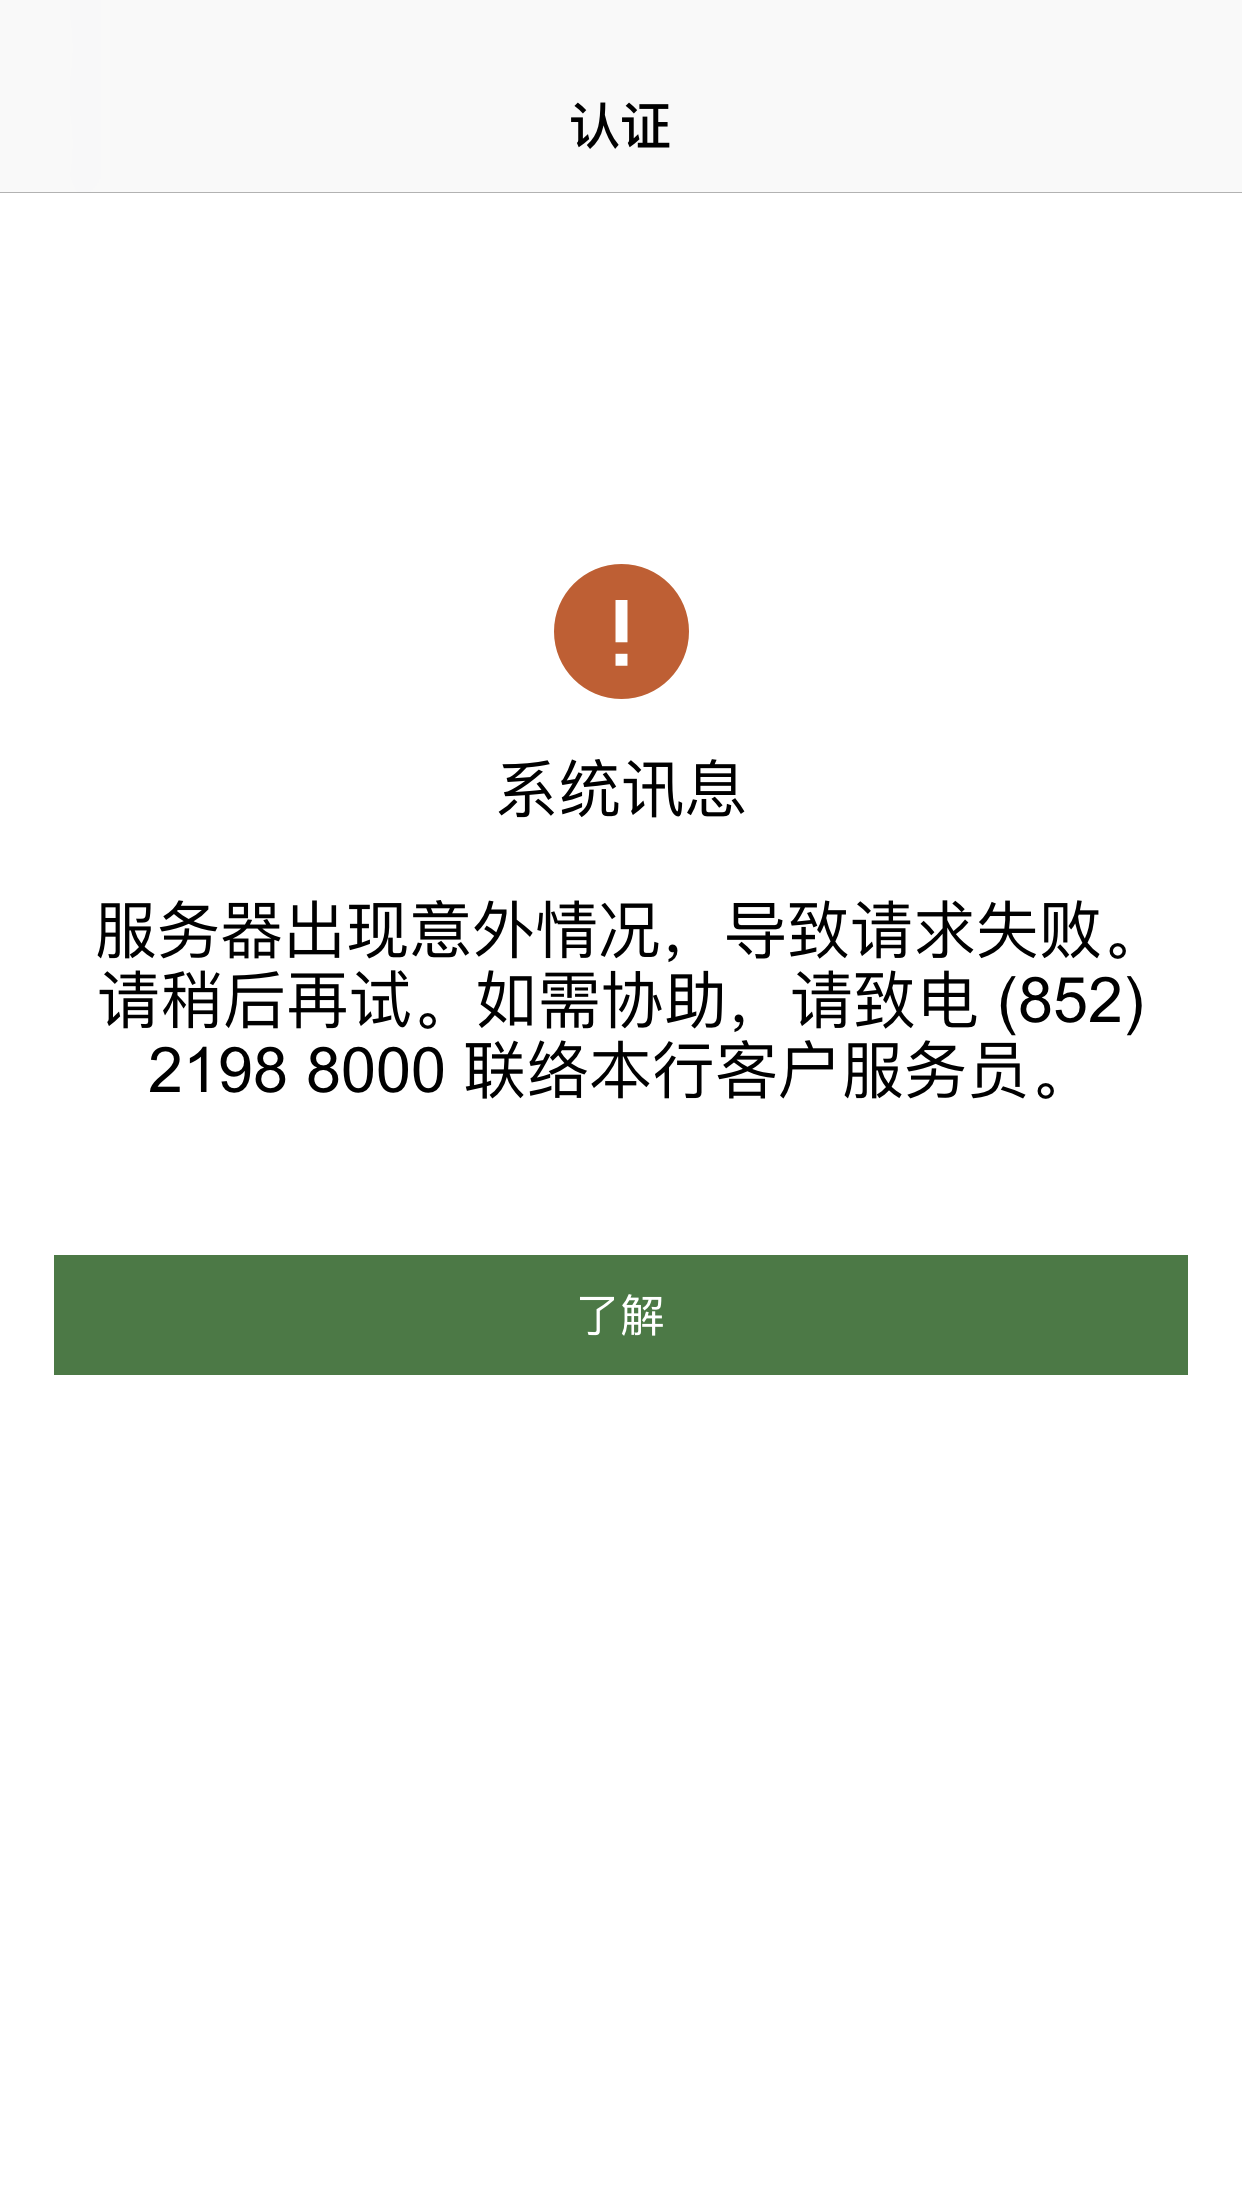 认证
系统讯息
服务器出现意外情况，导致请求失败。
请稍后再试。如需协助，请致电 (852)
2198 8000 联络本行客户服务员。
了解